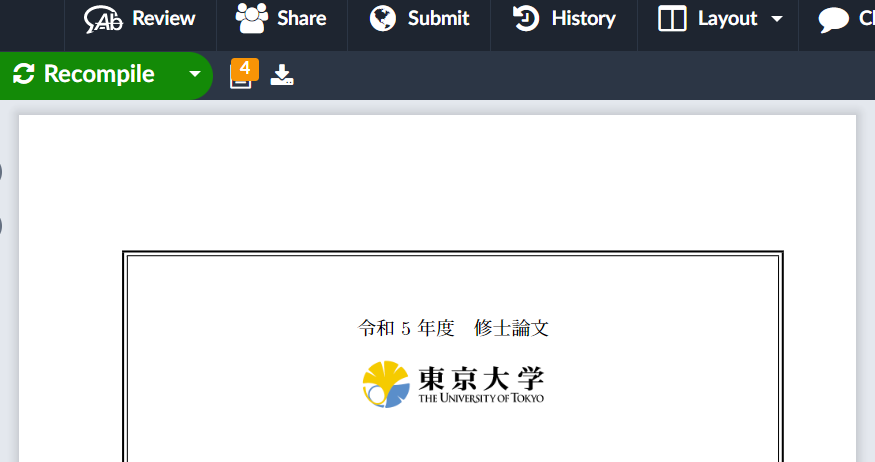 Review Share Submit History Layout
Recompile 4
令和 5 年度　修士論文
東京大学
THE UNIVERSITY OF TOKYO